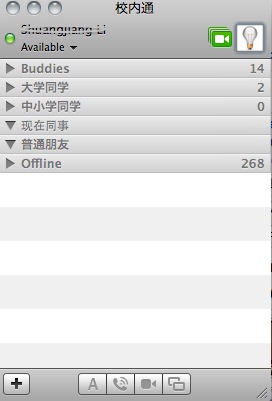 校内通
Shuangjiang Li
Available
Buddies 14
大学同学 2
中小学同学 0
现在同事
普通朋友
Offline 268
A